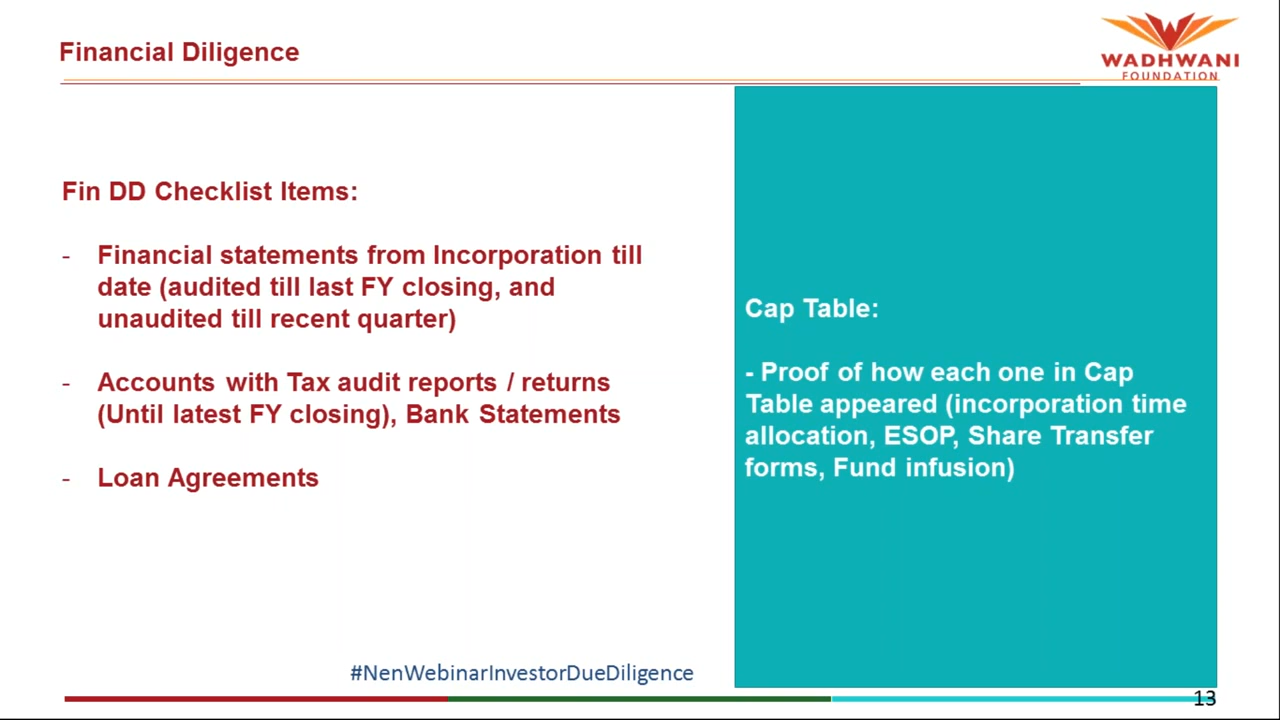 Financial Diligence
WADHWANI
FOUNDATION
Fin DD Checklist Items:
- Financial statements from Incorporation till
date (audited till last FY closing, and
unaudited till recent quarter)
- Accounts with Tax audit reports / returns
(Until latest FY closing), Bank Statements
- Loan Agreements
Cap Table:
- Proof of how each one in Cap
Table appeared (incorporation time
allocation, ESOP, Share Transfer
forms, Fund infusion)
#NenWebinarInvestorDueDiligence
13